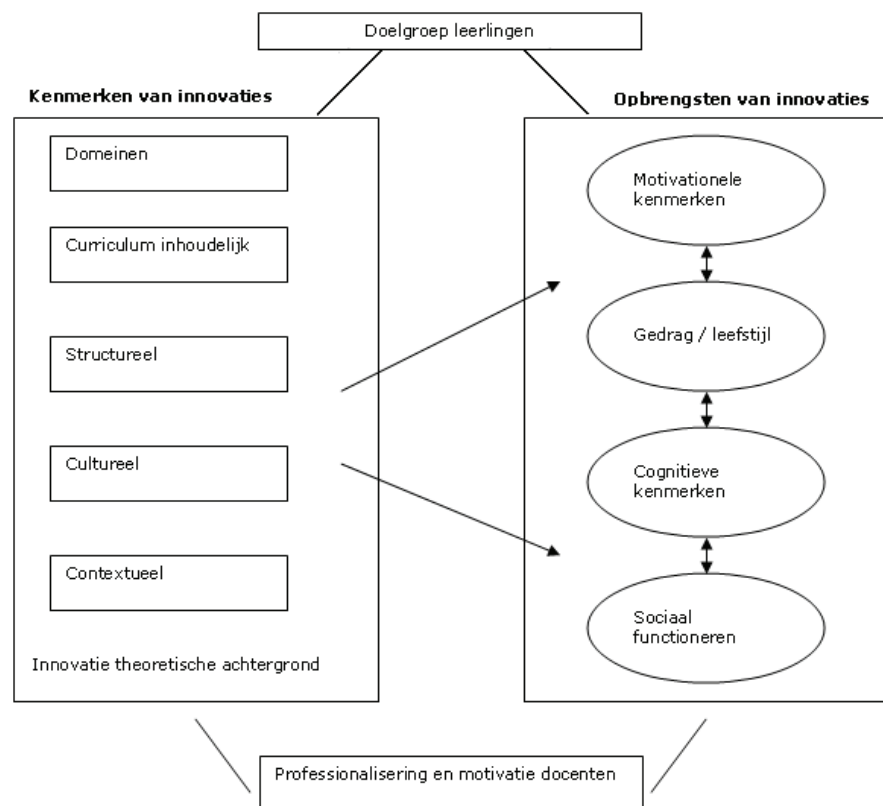 Doelgroep leerlingen
Kenmerken van innovaties
Domeinen
Curriculum inhoudelijk
Structureel
Cultureel
Contextueel
Innovatie theoretische achtergrond
Opbrengsten van innovaties
Motivationele
kenmerken
Gedrag / leefstijl
Cognitieve
kenmerken
Sociaal
functioneren
Professionalisering en motivatie docenten